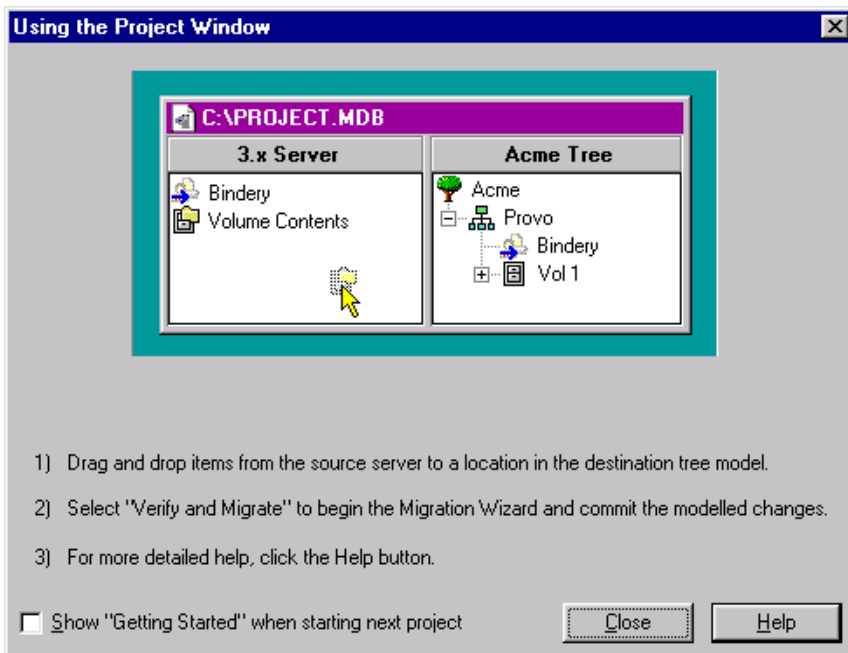 Using the Project Window
C:\PROJECT.MDB
3.x Server
Acme Tree
Bindery
Volume Contents
Acme
Provo
Bindery
Vol 1
1) Drag and drop items from the source server to a location in the destination tree model.
2) Select "Verify and Migrate" to begin the Migration Wizard and commit the modelled changes.
3) For more detailed help, click the Help button.
Show "Getting Started" when starting next project
Close
Help